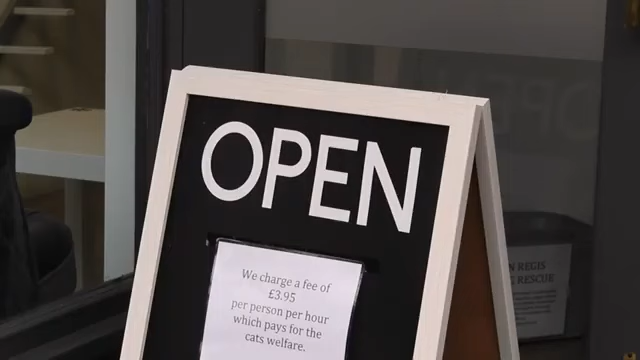 OPEN
We charge a fee of
£3.95
per person per hour
which pays for the
cats welfare.
OPEN
N REGIS
RESCUE